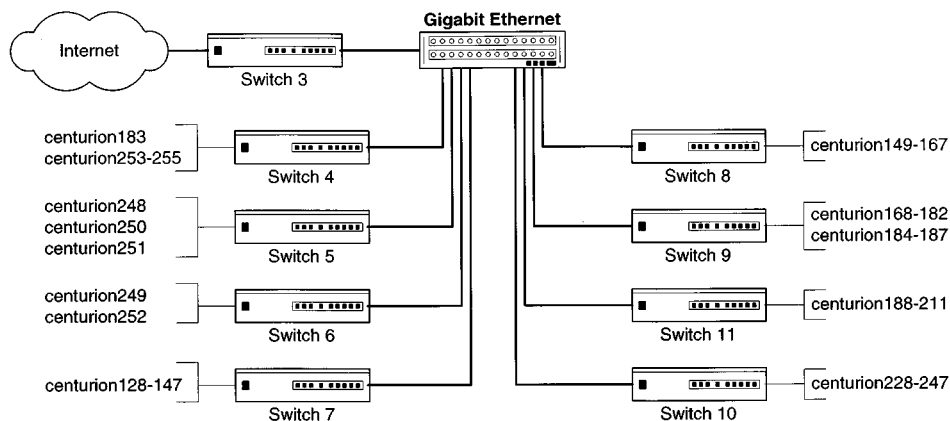 Gigabit Ethernet
Internet
Switch 3
centurion183
centurion253-255
Switch 4
centurion248
centurion250
centurion251
Switch 5
centurion249
centurion252
Switch 6
centurion128-147
Switch 7
centurion149-167
Switch 8
centurion168-182
centurion184-187
Switch 9
centurion188-211
Switch 11
centurion228-247
Switch 10